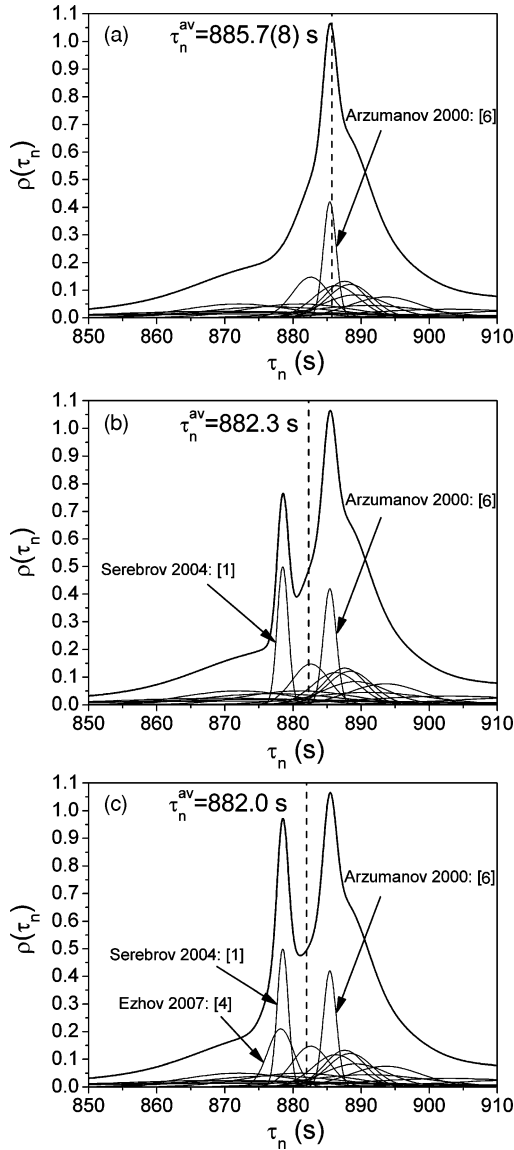 (a) τₙᵃᵛ=885.7(8) s
Arzumanov 2000: [6]
ρ(τₙ)
1.1
1.0
0.9
0.8
0.7
0.6
0.5
0.4
0.3
0.2
0.1
0.0
850 860 870 880 890 900 910
τₙ (s)
(b) τₙᵃᵛ=882.3 s
Arzumanov 2000: [6]
Serebrov 2004: [1]
ρ(τₙ)
1.1
1.0
0.9
0.8
0.7
0.6
0.5
0.4
0.3
0.2
0.1
0.0
850 860 870 880 890 900 910
τₙ (s)
(c) τₙᵃᵛ=882.0 s
Arzumanov 2000: [6]
Serebrov 2004: [1]
Ezhov 2007: [4]
ρ(τₙ)
1.1
1.0
0.9
0.8
0.7
0.6
0.5
0.4
0.3
0.2
0.1
0.0
850 860 870 880 890 900 910
τₙ (s)